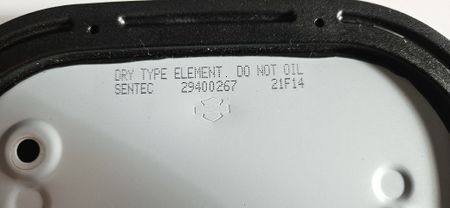 DRY TYPE ELEMENT. DO NOT OIL
SENTEC 29400267 21F14